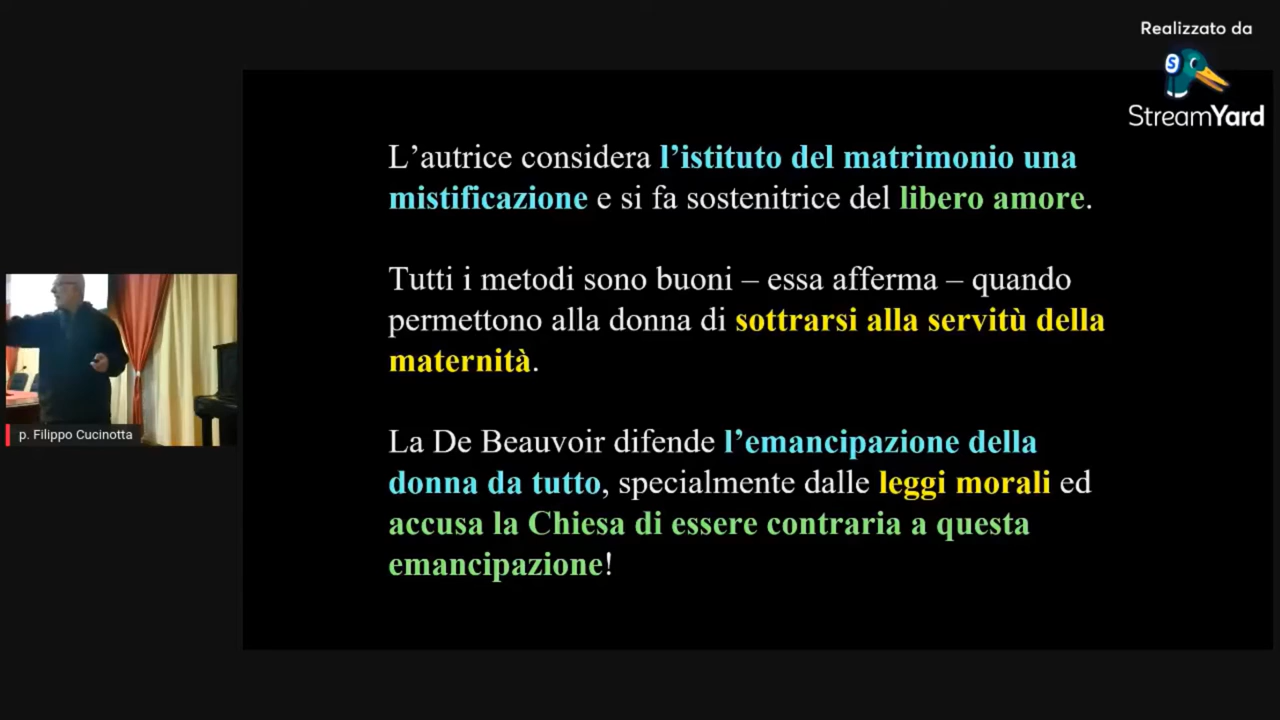 Realizzato da
S
StreamYard
L’autrice considera l’istituto del matrimonio una
mistificazione e si fa sostenitrice del libero amore.
Tutti i metodi sono buoni – essa afferma – quando
permettono alla donna di sottrarsi alla servitù della
maternità.
La De Beauvoir difende l’emancipazione della
donna da tutto, specialmente dalle leggi morali ed
accusa la Chiesa di essere contraria a questa
emancipazione!
p. Filippo Cucinotta